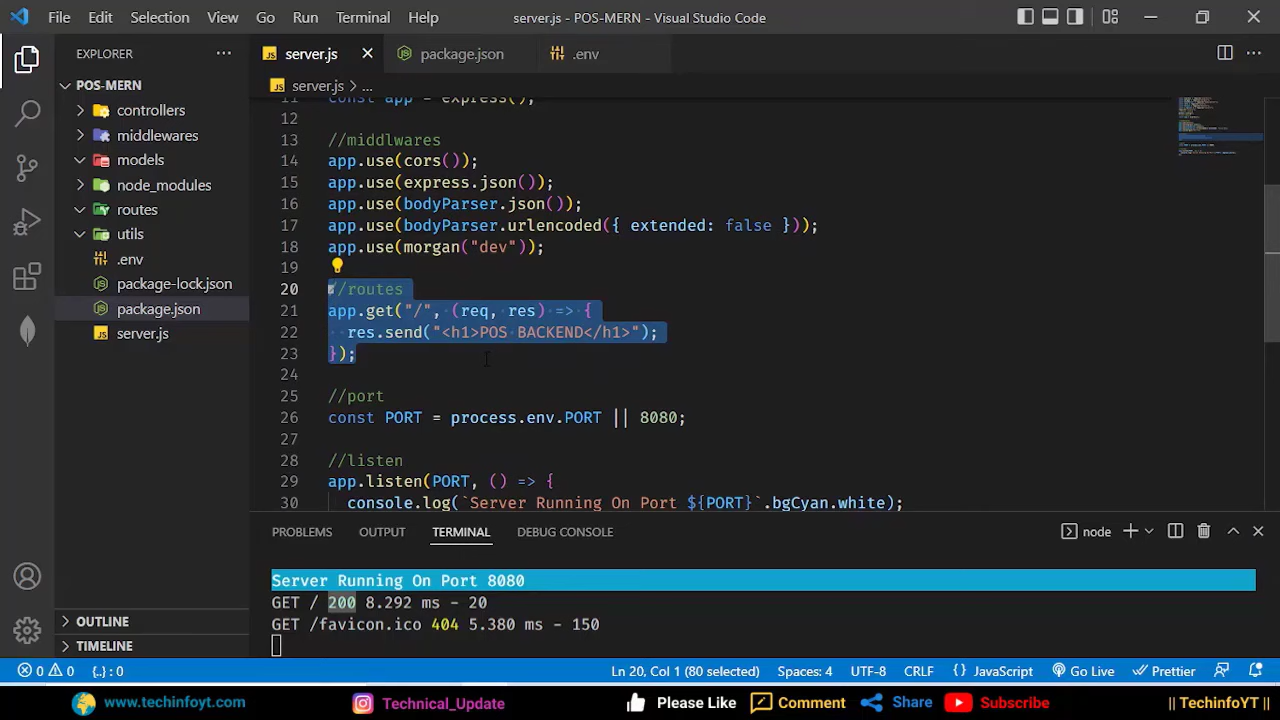 File Edit Selection View Go Run Terminal Help
server.js - POS-MERN - Visual Studio Code
EXPLORER
server.js
package.json
.env
POS-MERN
server.js > ...
controllers
middlewares
models
node_modules
routes
utils
.env
package-lock.json
package.json
server.js
11 const app = express();
12
13 //middlwares
14 app.use(cors());
15 app.use(express.json());
16 app.use(bodyParser.json());
17 app.use(bodyParser.urlencoded({ extended: false }));
18 app.use(morgan("dev"));
19
20 //routes
21 app.get("/", (req, res) => {
22 res.send("<h1>POS BACKEND</h1>");
23 });
24
25 //port
26 const PORT = process.env.PORT || 8080;
27
28 //listen
29 app.listen(PORT, () => {
30 console.log(`Server Running On Port ${PORT}`.bgCyan.white);
PROBLEMS OUTPUT TERMINAL DEBUG CONSOLE
node
Server Running On Port 8080
GET / 200 8.292 ms - 20
GET /favicon.ico 404 5.380 ms - 150
OUTLINE
TIMELINE
0 0 {..} : 0
Ln 20, Col 1 (80 selected) Spaces: 4 UTF-8 CRLF {} JavaScript Go Live Prettier
www.techinfoyt.com Technical_Update Please Like Comment Share Subscribe || TechinfoYT ||